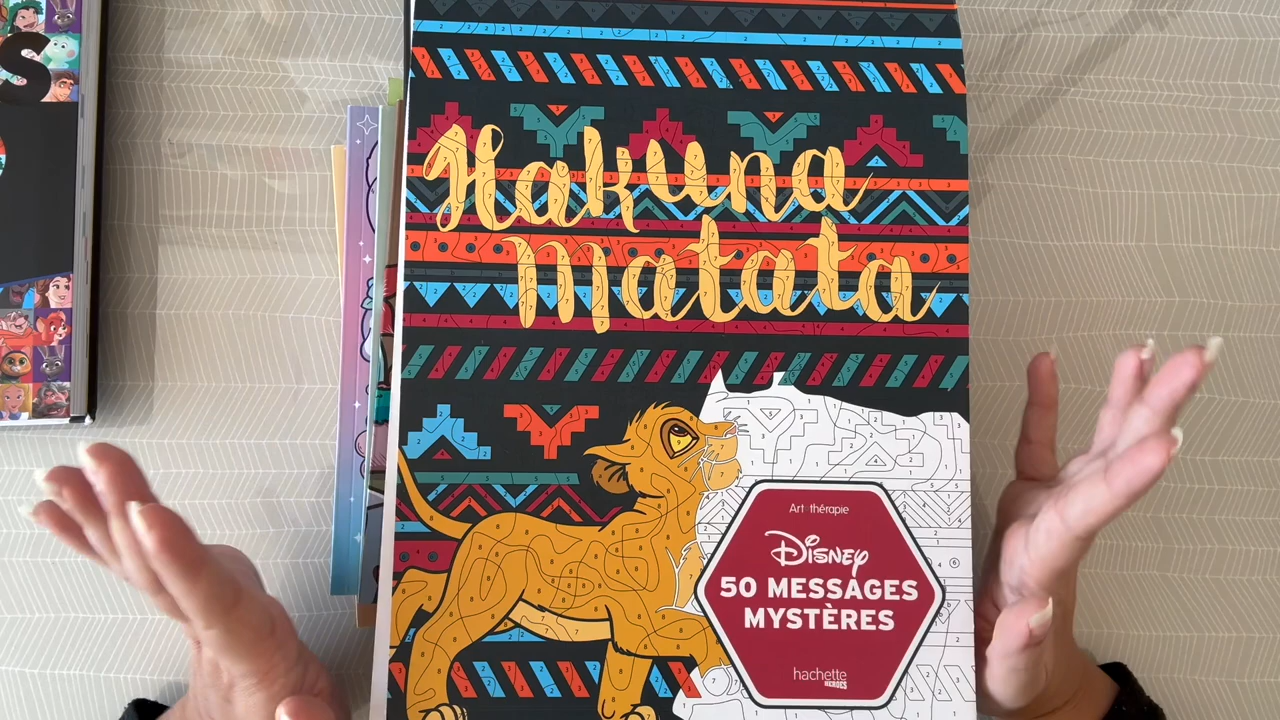 S
Hakuna
Matata
Art thérapie
Disney
50 MESSAGES
MYSTÈRES
hachette
HEROES